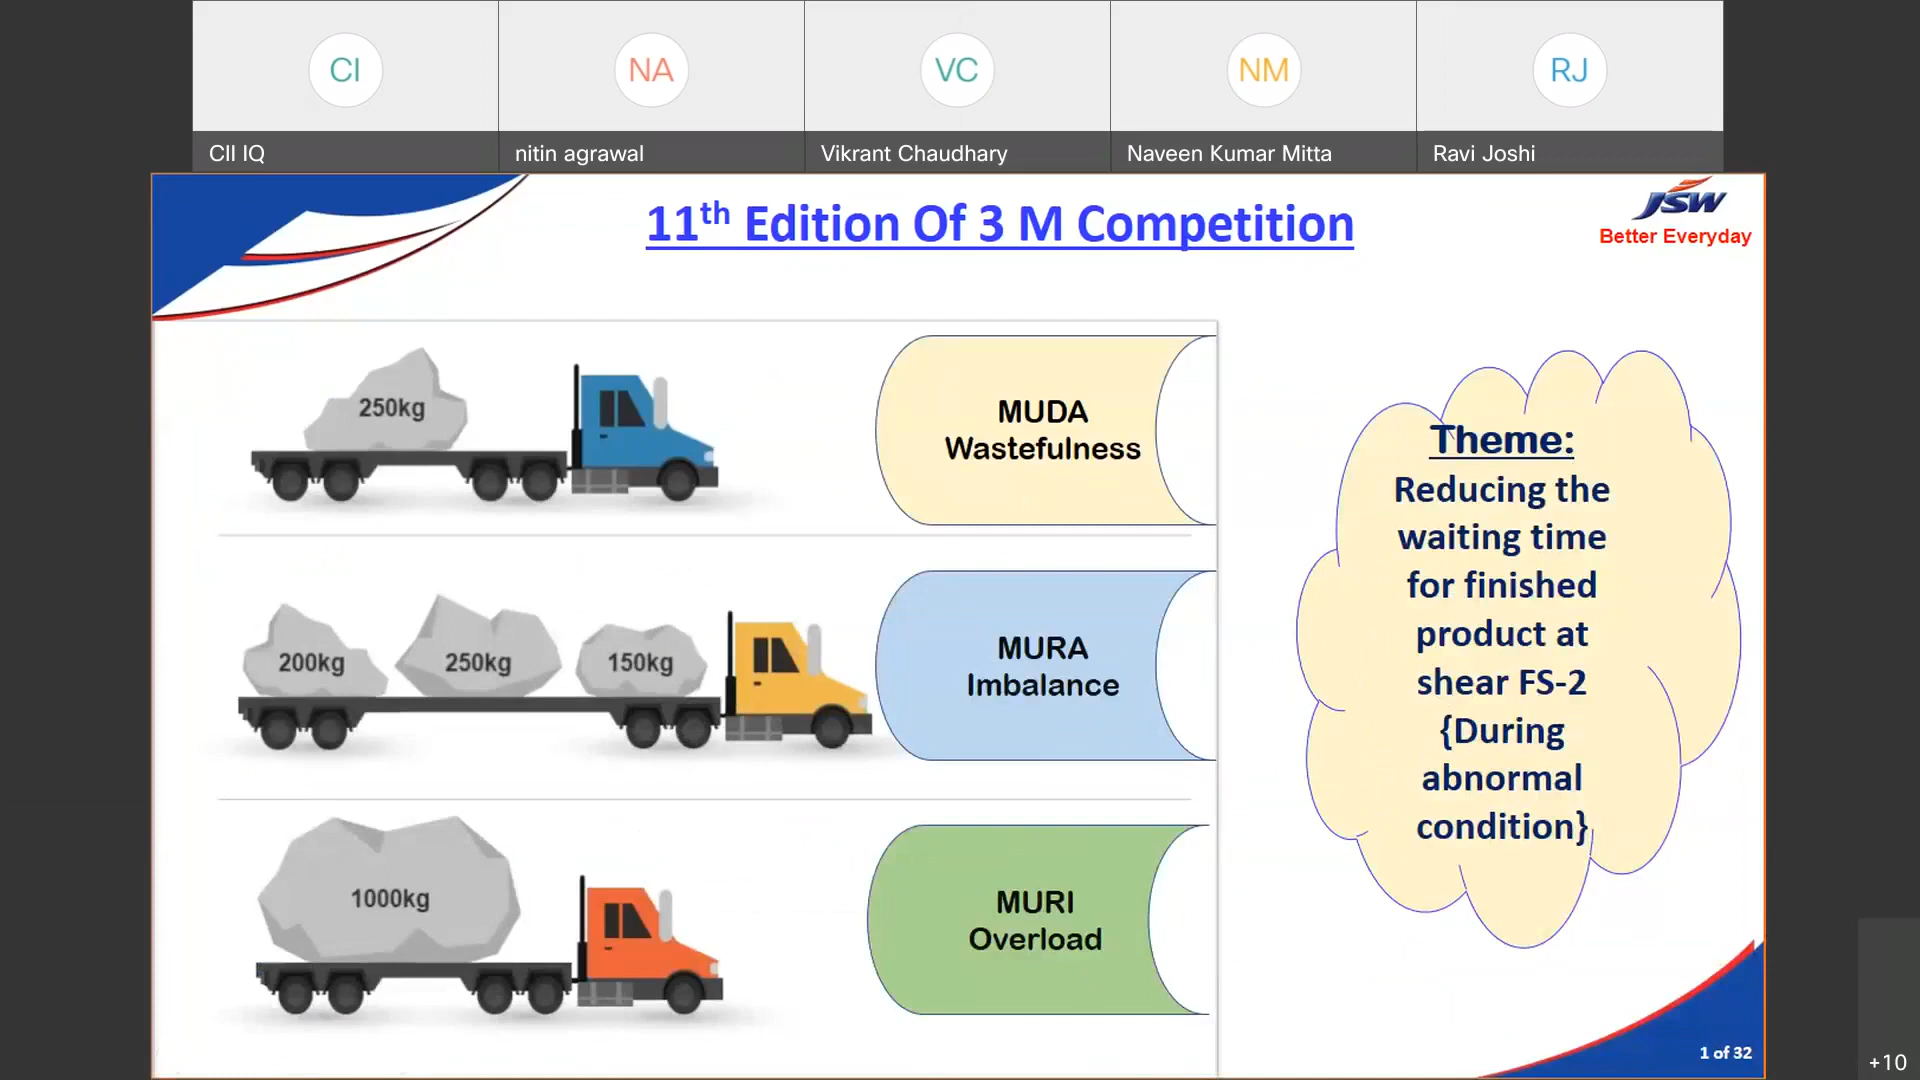 CI
NA
VC
NM
RJ
CII IQ
nitin agrawal
Vikrant Chaudhary
Naveen Kumar Mitta
Ravi Joshi
11th Edition Of 3 M Competition
JSW
Better Everyday
250kg
MUDA
Wastefulness
200kg
250kg
150kg
MURA
Imbalance
1000kg
MURI
Overload
Theme:
Reducing the
waiting time
for finished
product at
shear FS-2
{During
abnormal
condition}
1 of 32
+10